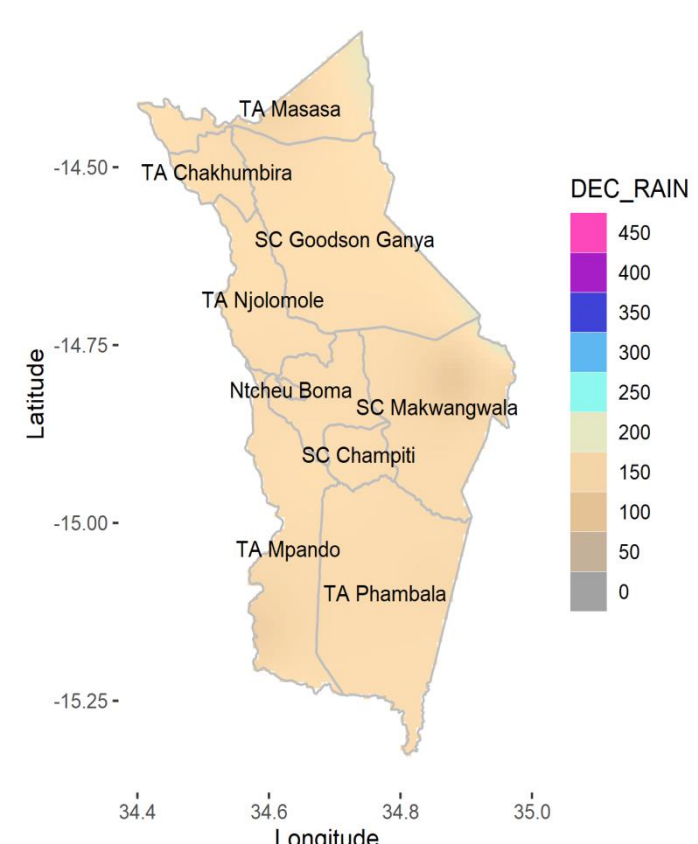 TA Masasa
TA Chakhumbira
SC Goodson Ganya
TA Njolomole
Ntcheu Boma
SC Makwangwala
SC Champiti
TA Mpando
TA Phambala
-14.50
-14.75
-15.00
-15.25
Latitude
34.4
34.6
34.8
35.0
Longitude
DEC_RAIN
450
400
350
300
250
200
150
100
50
0